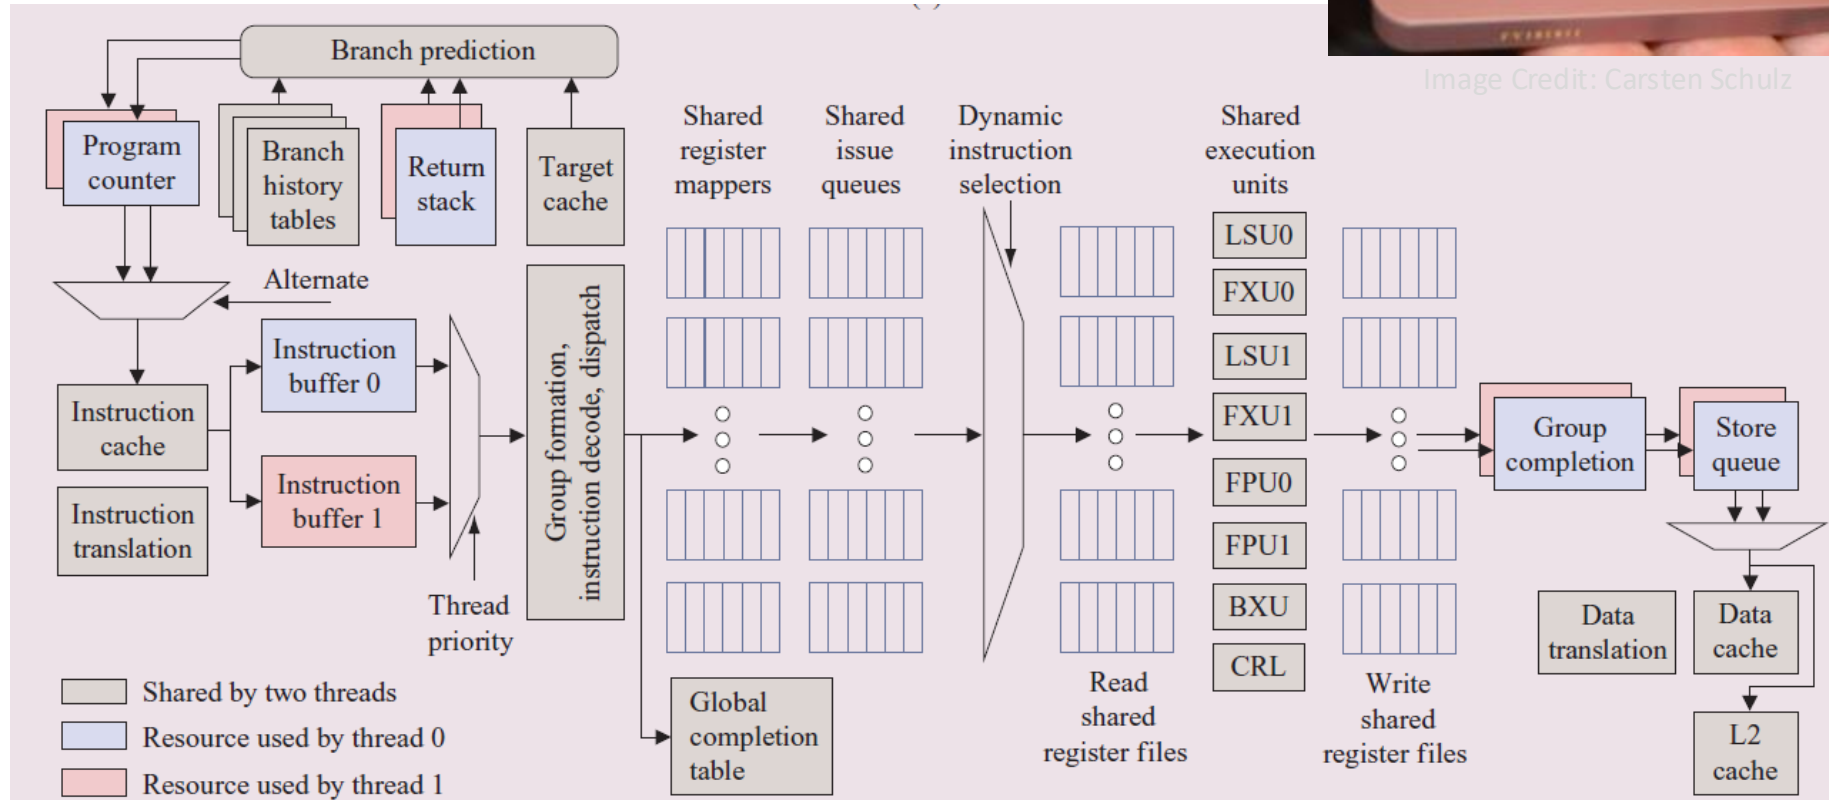 Image Credit: Carsten Schulz
Branch prediction
Program
counter
Branch
history
tables
Return
stack
Target
cache
Shared
register
mappers
Shared
issue
queues
Dynamic
instruction
selection
Shared
execution
units
Alternate
Instruction
cache
Instruction
translation
Instruction
buffer 0
Instruction
buffer 1
Thread
priority
Group formation,
instruction decode, dispatch
LSU0
FXU0
LSU1
FXU1
FPU0
FPU1
BXU
CRL
Group
completion
Store
queue
Data
translation
Data
cache
L2
cache
Global
completion
table
Read
shared
register files
Write
shared
register files
Shared by two threads
Resource used by thread 0
Resource used by thread 1